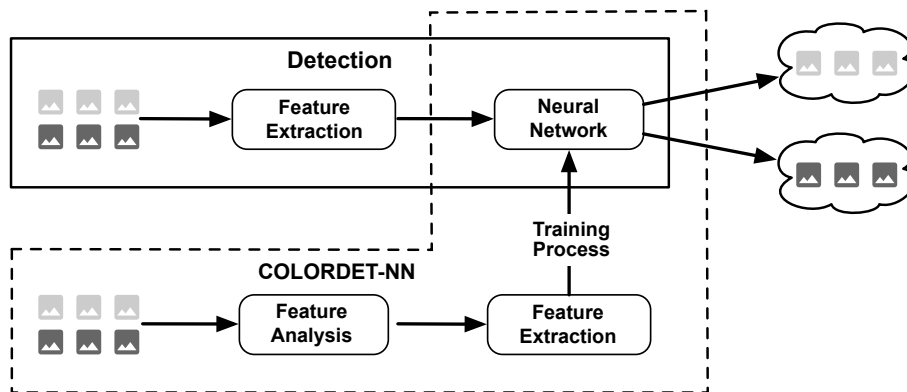 Detection
Feature
Extraction
Neural
Network
Training
Process
COLORDET-NN
Feature
Analysis
Feature
Extraction